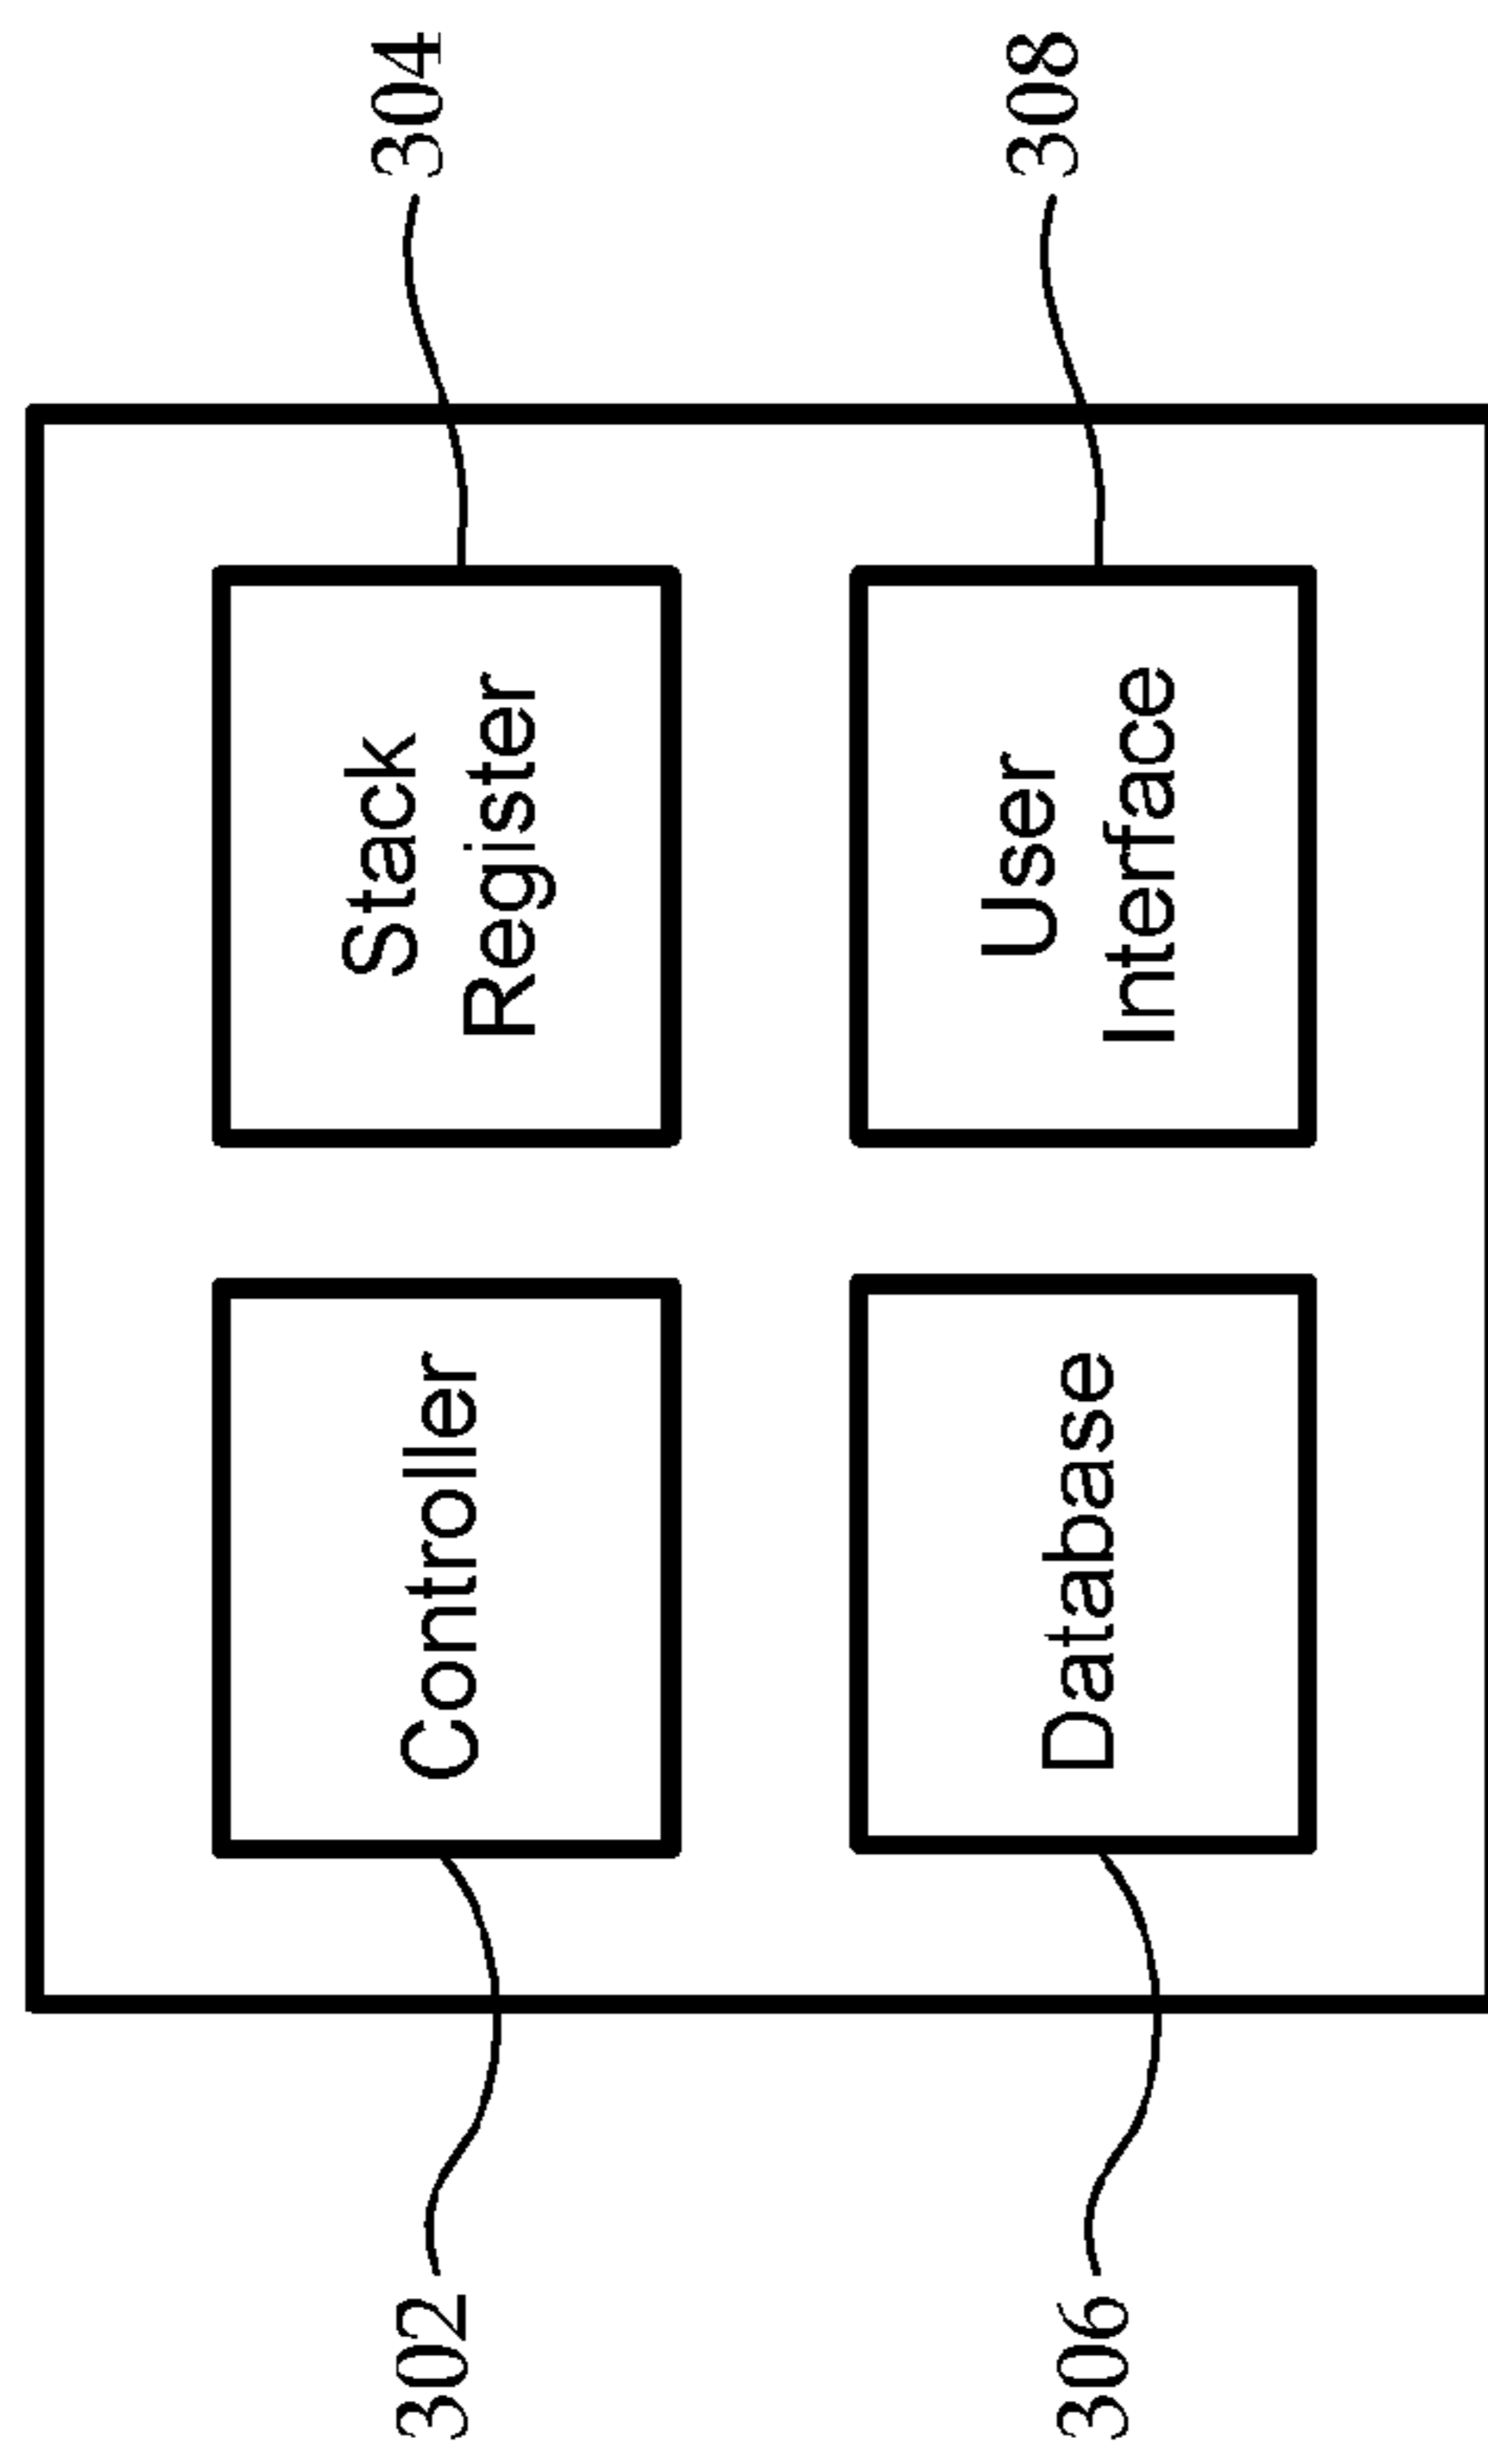 302
Controller
Stack
Register
304
306
Database
User
Interface
308